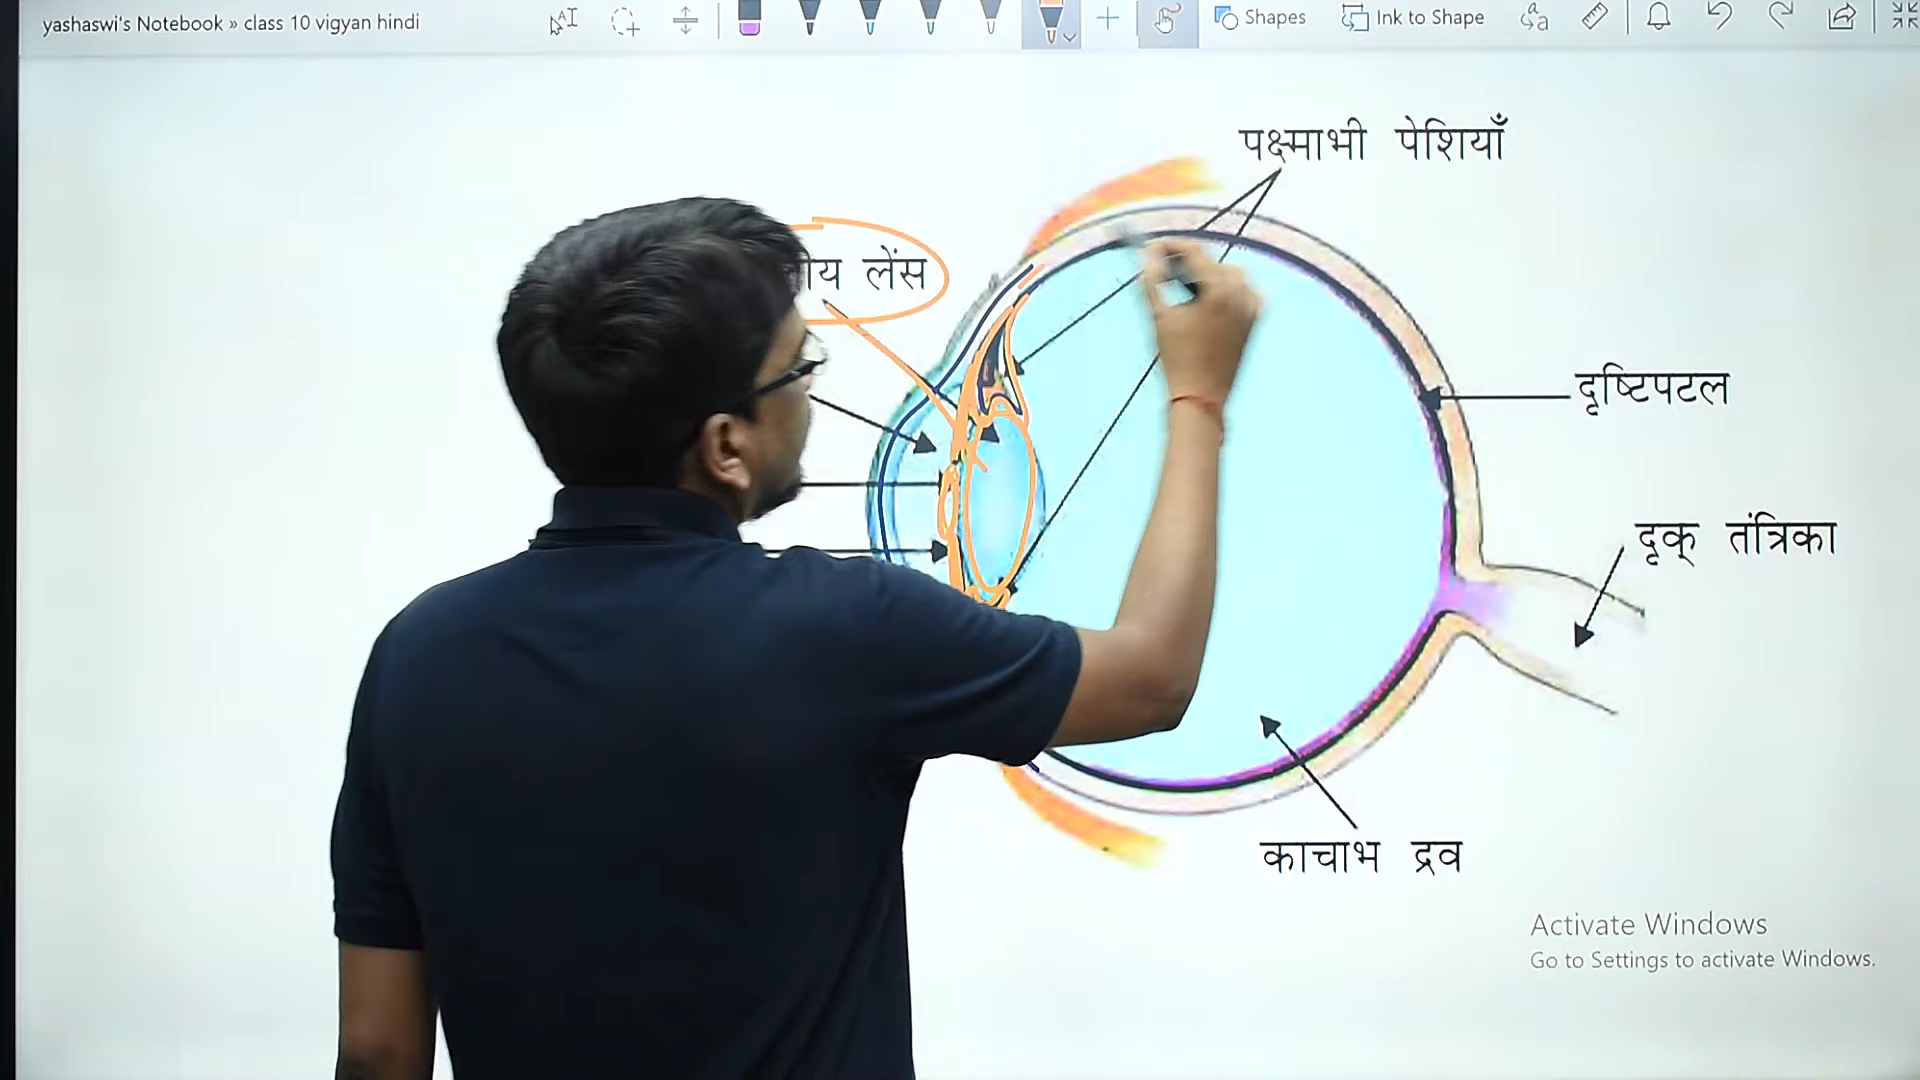 yashaswi's Notebook » class 10 vigyan hindi
Shapes
Ink to Shape
पक्ष्माभी पेशियाँ
लेंस
दृष्टिपटल
दृक् तंत्रिका
काचाभ द्रव
Activate Windows
Go to Settings to activate Windows.